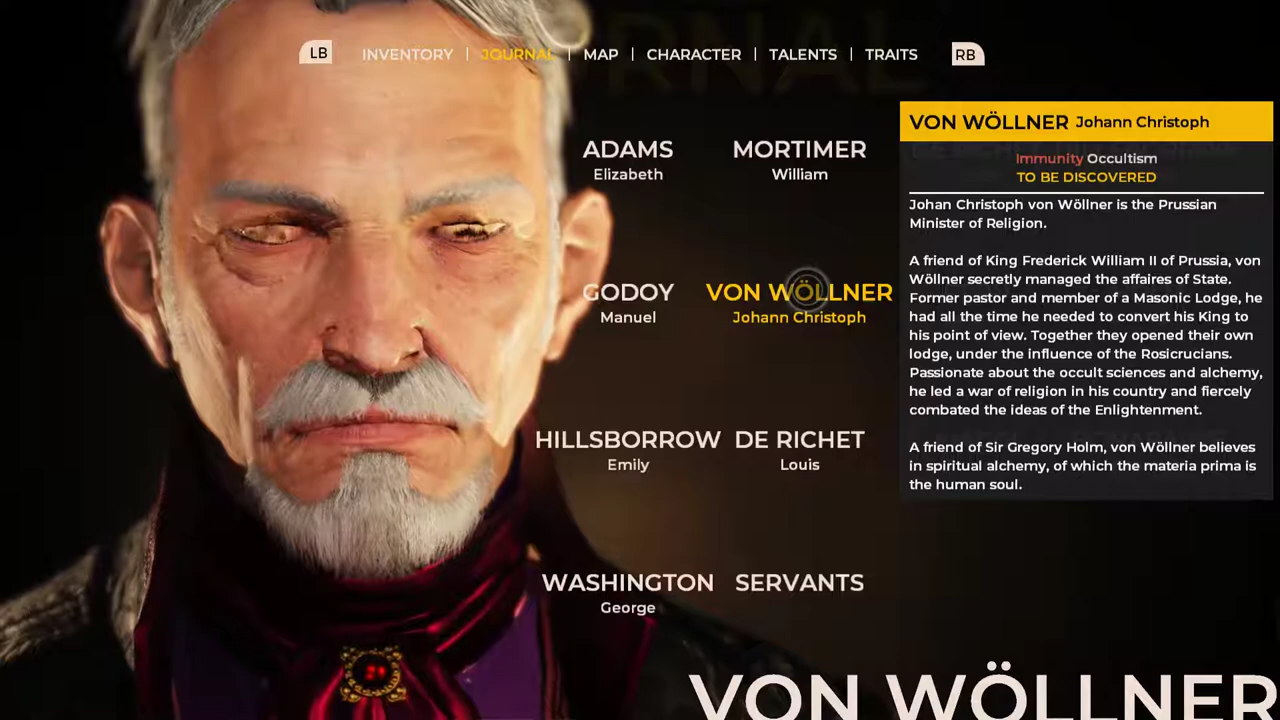 LB INVENTORY | JOURNAL | MAP | CHARACTER | TALENTS | TRAITS RB
ADAMS
Elizabeth
MORTIMER
William
GODOY
Manuel
VON WÖLLNER
Johann Christoph
HILLSBORROW
Emily
DE RICHET
Louis
WASHINGTON
George
SERVANTS
VON WÖLLNER Johann Christoph
Immunity Occultism
TO BE DISCOVERED
Johan Christoph von Wöllner is the Prussian
Minister of Religion.
A friend of King Frederick William II of Prussia, von
Wöllner secretly managed the affaires of State.
Former pastor and member of a Masonic Lodge, he
had all the time he needed to convert his King to
his point of view. Together they opened their own
lodge, under the influence of the Rosicrucians.
Passionate about the occult sciences and alchemy,
he led a war of religion in his country and fiercely
combated the ideas of the Enlightenment.
A friend of Sir Gregory Holm, von Wöllner believes
in spiritual alchemy, of which the materia prima is
the human soul.
VON WÖLLNER